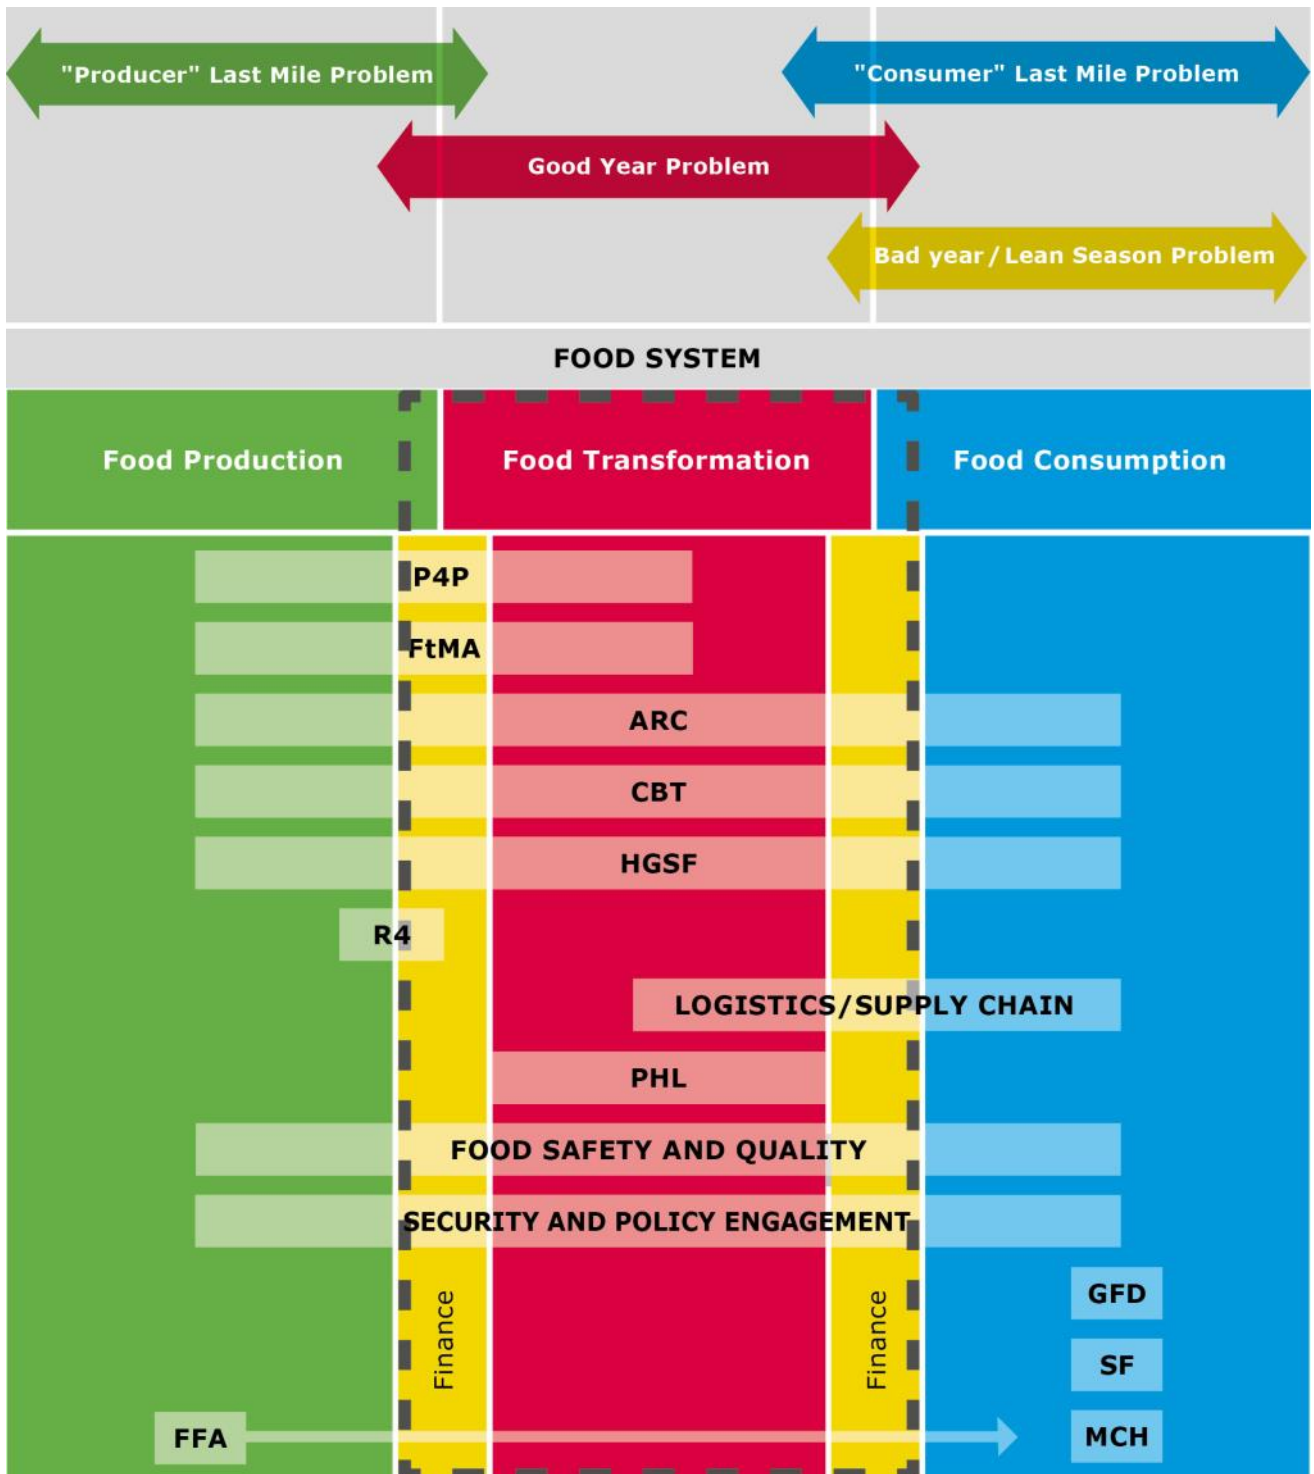 "Producer" Last Mile Problem
"Consumer" Last Mile Problem
Good Year Problem
Bad year/Lean Season Problem
FOOD SYSTEM
Food Production
Food Transformation
Food Consumption
P4P
FtMA
ARC
CBT
HGSF
R4
LOGISTICS/SUPPLY CHAIN
PHL
FOOD SAFETY AND QUALITY
SECURITY AND POLICY ENGAGEMENT
Finance
Finance
GFD
SF
FFA
MCH